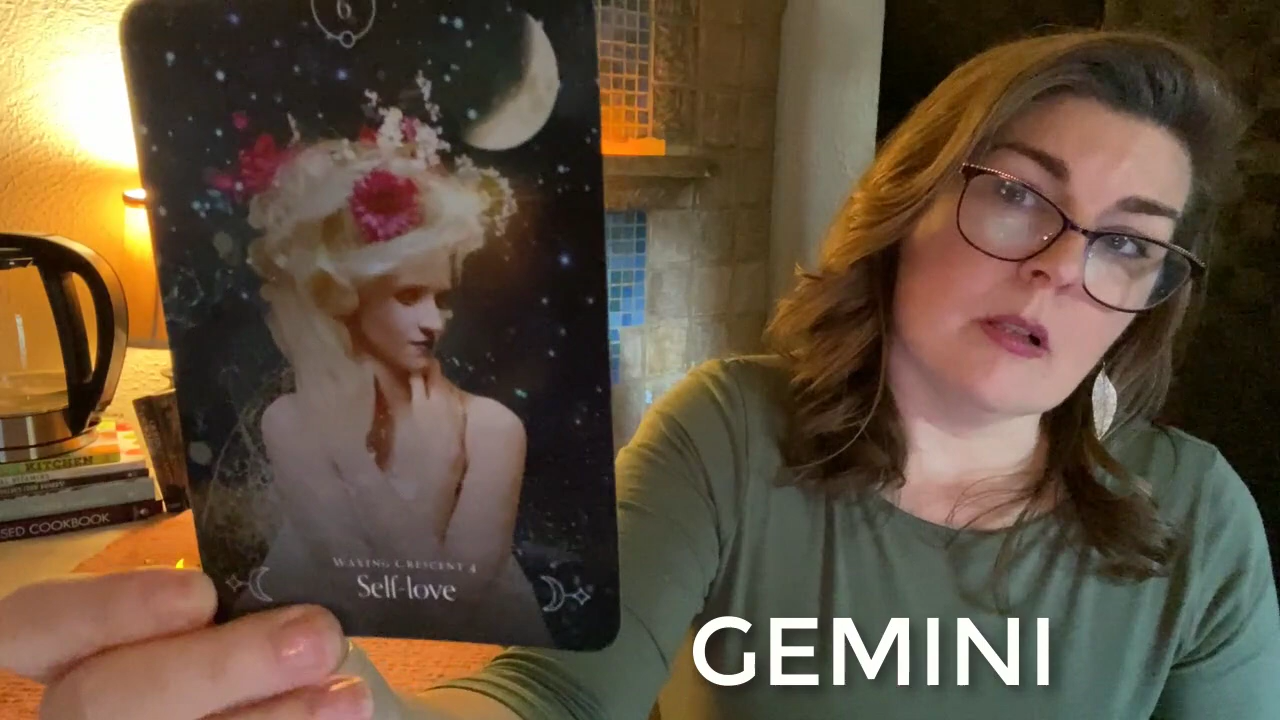 6
WAXING CRESCENT 4
Self-love
KITCHEN
SED COOKBOOK
GEMINI